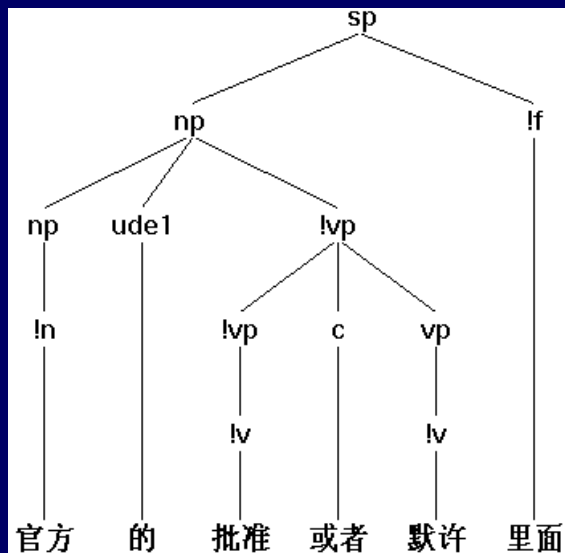 sp
np !f
np ude1 !vp
!n !vp c vp
!v !v
官方 的 批准 或者 默许 里面